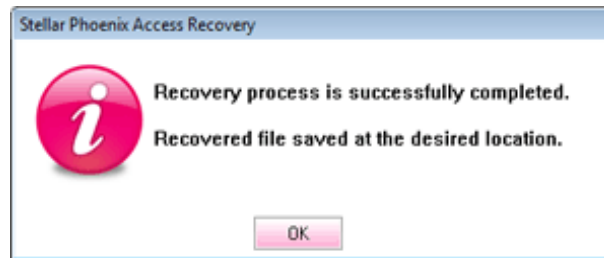 Stellar Phoenix Access Recovery
Recovery process is successfully completed.
Recovered file saved at the desired location.
OK